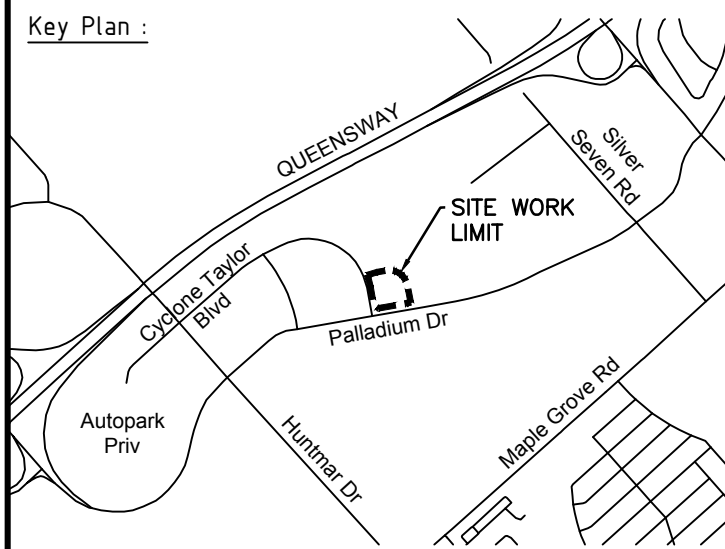 Key Plan :
QUEENSWAY
Silver
Seven Rd
SITE WORK
LIMIT
Cyclone Taylor
Blvd
Palladium Dr
Maple Grove Rd
Autopark
Priv
Huntmar Dr